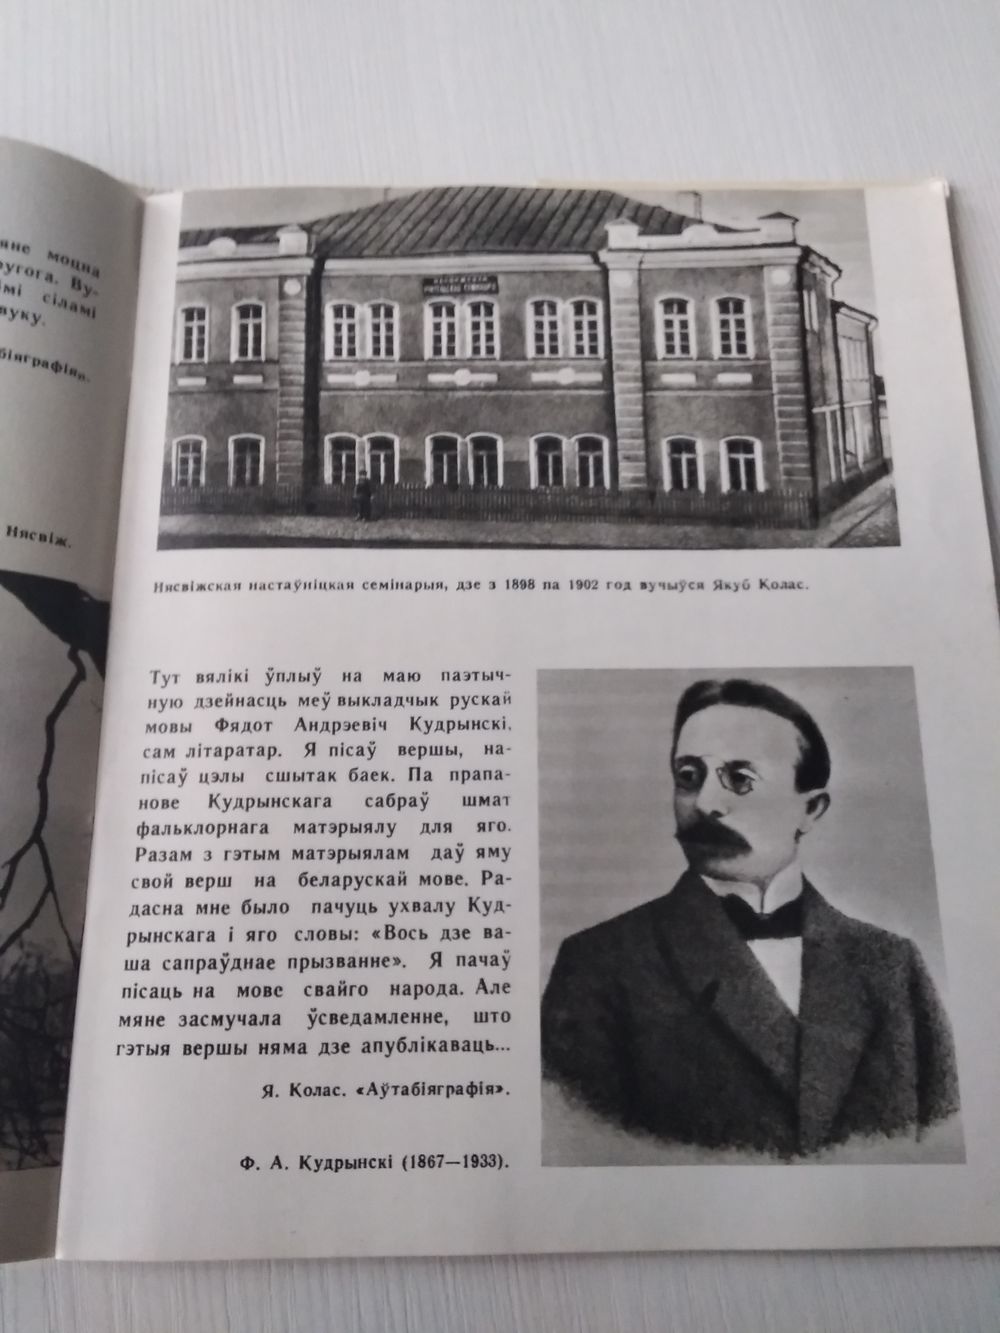 моцна
Ву-
сіламі
Нясвіж.
Нясвіжская настаўніцкая семінарыя, дзе з 1898 па 1902 год вучыўся Якуб Колас.
Тут вялікі ўплыў на маю паэтыч-
ную дзейнасць меў выкладчык рускай
мовы Фядот Андрэевіч Кудрынскі,
сам літаратар. Я пісаў вершы, на-
пісаў цэлы сшытак баек. Па прапа-
нове Кудрынскага сабраў шмат
фальклорнага матэрыялу для яго.
Разам з гэтым матэрыялам даў яму
свой верш на беларускай мове. Ра-
дасна мне было пачуць ухвалу Куд-
рынскага і яго словы: «Вось дзе ва-
ша сапраўднае прызванне». Я пачаў
пісаць на мове свайго народа. Але
мяне засмучала ўсведамленне, што
гэтыя вершы няма дзе апублікаваць...
Я. Колас. «Аўтабіяграфія».
Ф. А. Кудрынскі (1867—1933).